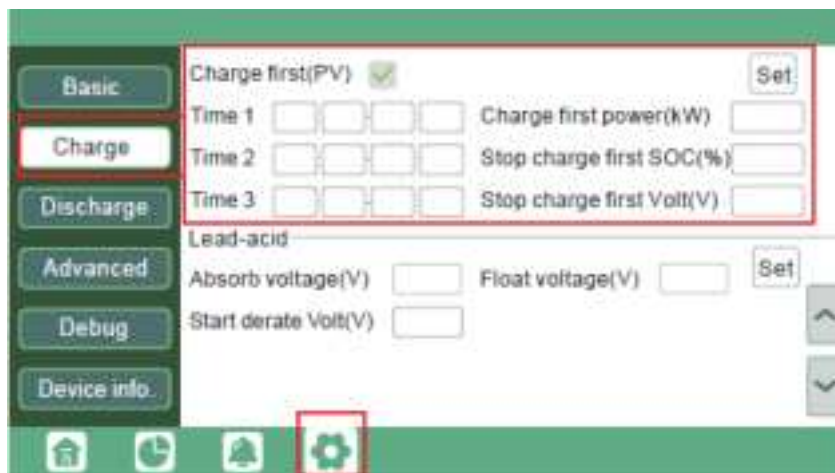 Basic
Charge
Discharge
Advanced
Debug
Device info.
Charge first(PV) Set
Time 1 Charge first power(kW)
Time 2 Stop charge first SOC(%)
Time 3 Stop charge first Volt(V)
Lead-acid
Absorb voltage(V) Float voltage(V) Set
Start derate Volt(V)